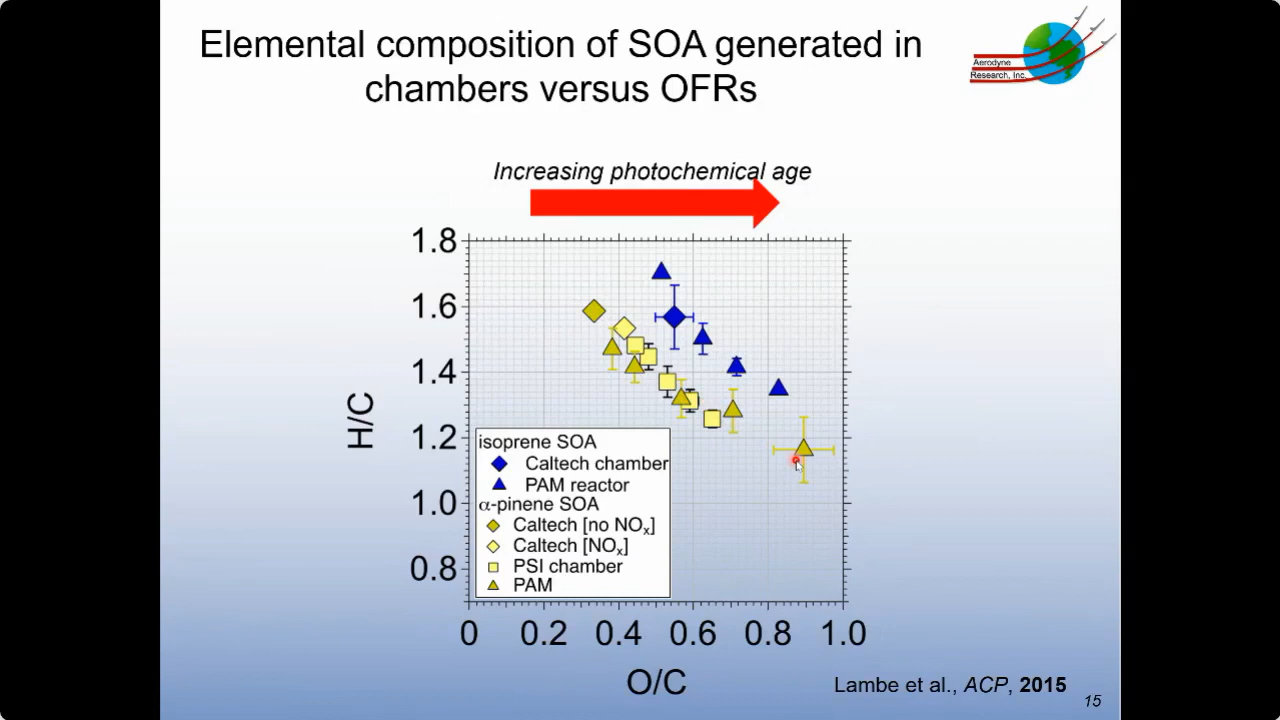 Elemental composition of SOA generated in
chambers versus OFRs
Aerodyne
Research, Inc.
Increasing photochemical age
1.8
1.6
1.4
1.2
1.0
0.8
H/C
isoprene SOA
Caltech chamber
PAM reactor
α-pinene SOA
Caltech [no NOx]
Caltech [NOx]
PSI chamber
PAM
0 0.2 0.4 0.6 0.8 1.0
O/C
Lambe et al., ACP, 2015
15